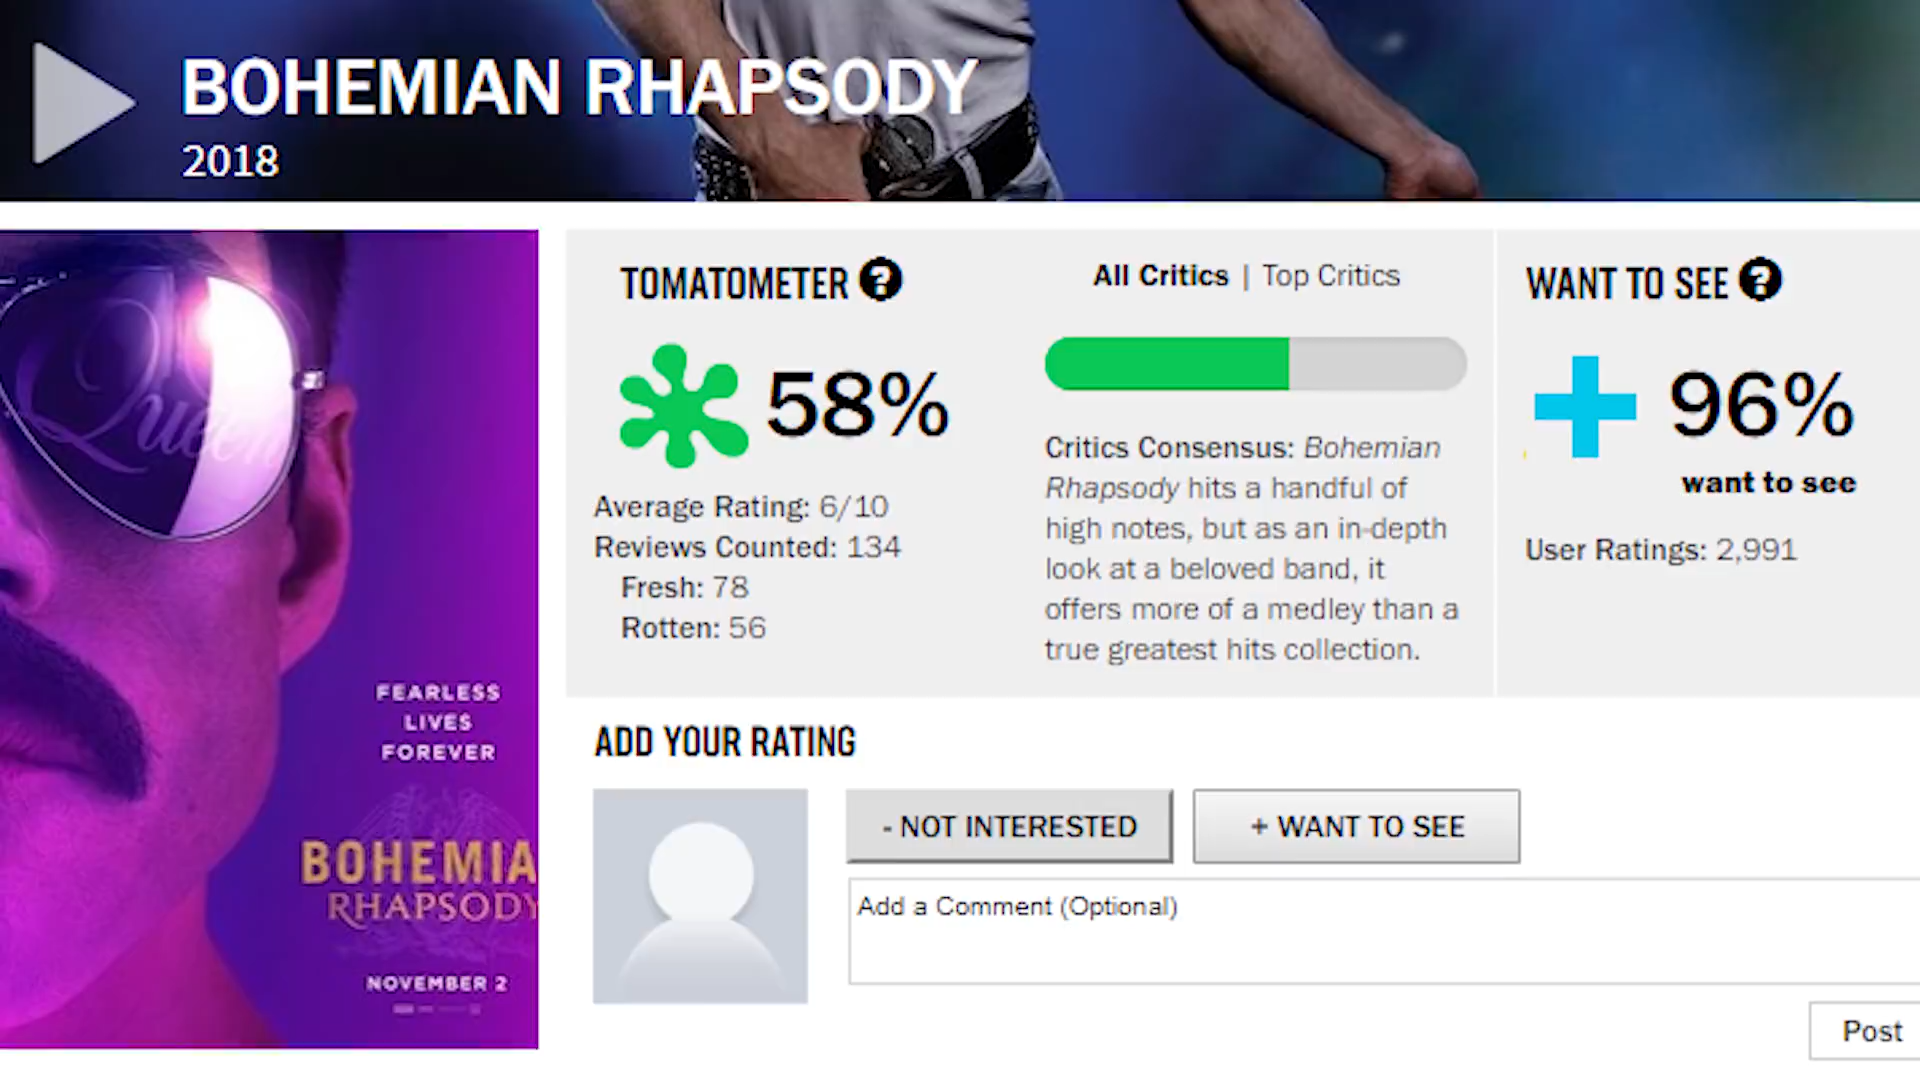 BOHEMIAN RHAPSODY
2018
Queen
FEARLESS
LIVES
FOREVER
BOHEMIA
RHAPSODY
NOVEMBER 2
TOMATOMETER ?
58%
Average Rating: 6/10
Reviews Counted: 134
Fresh: 78
Rotten: 56
All Critics | Top Critics
Critics Consensus: Bohemian
Rhapsody hits a handful of
high notes, but as an in-depth
look at a beloved band, it
offers more of a medley than a
true greatest hits collection.
WANT TO SEE ?
96%
want to see
User Ratings: 2,991
ADD YOUR RATING
- NOT INTERESTED
+ WANT TO SEE
Add a Comment (Optional)
Post